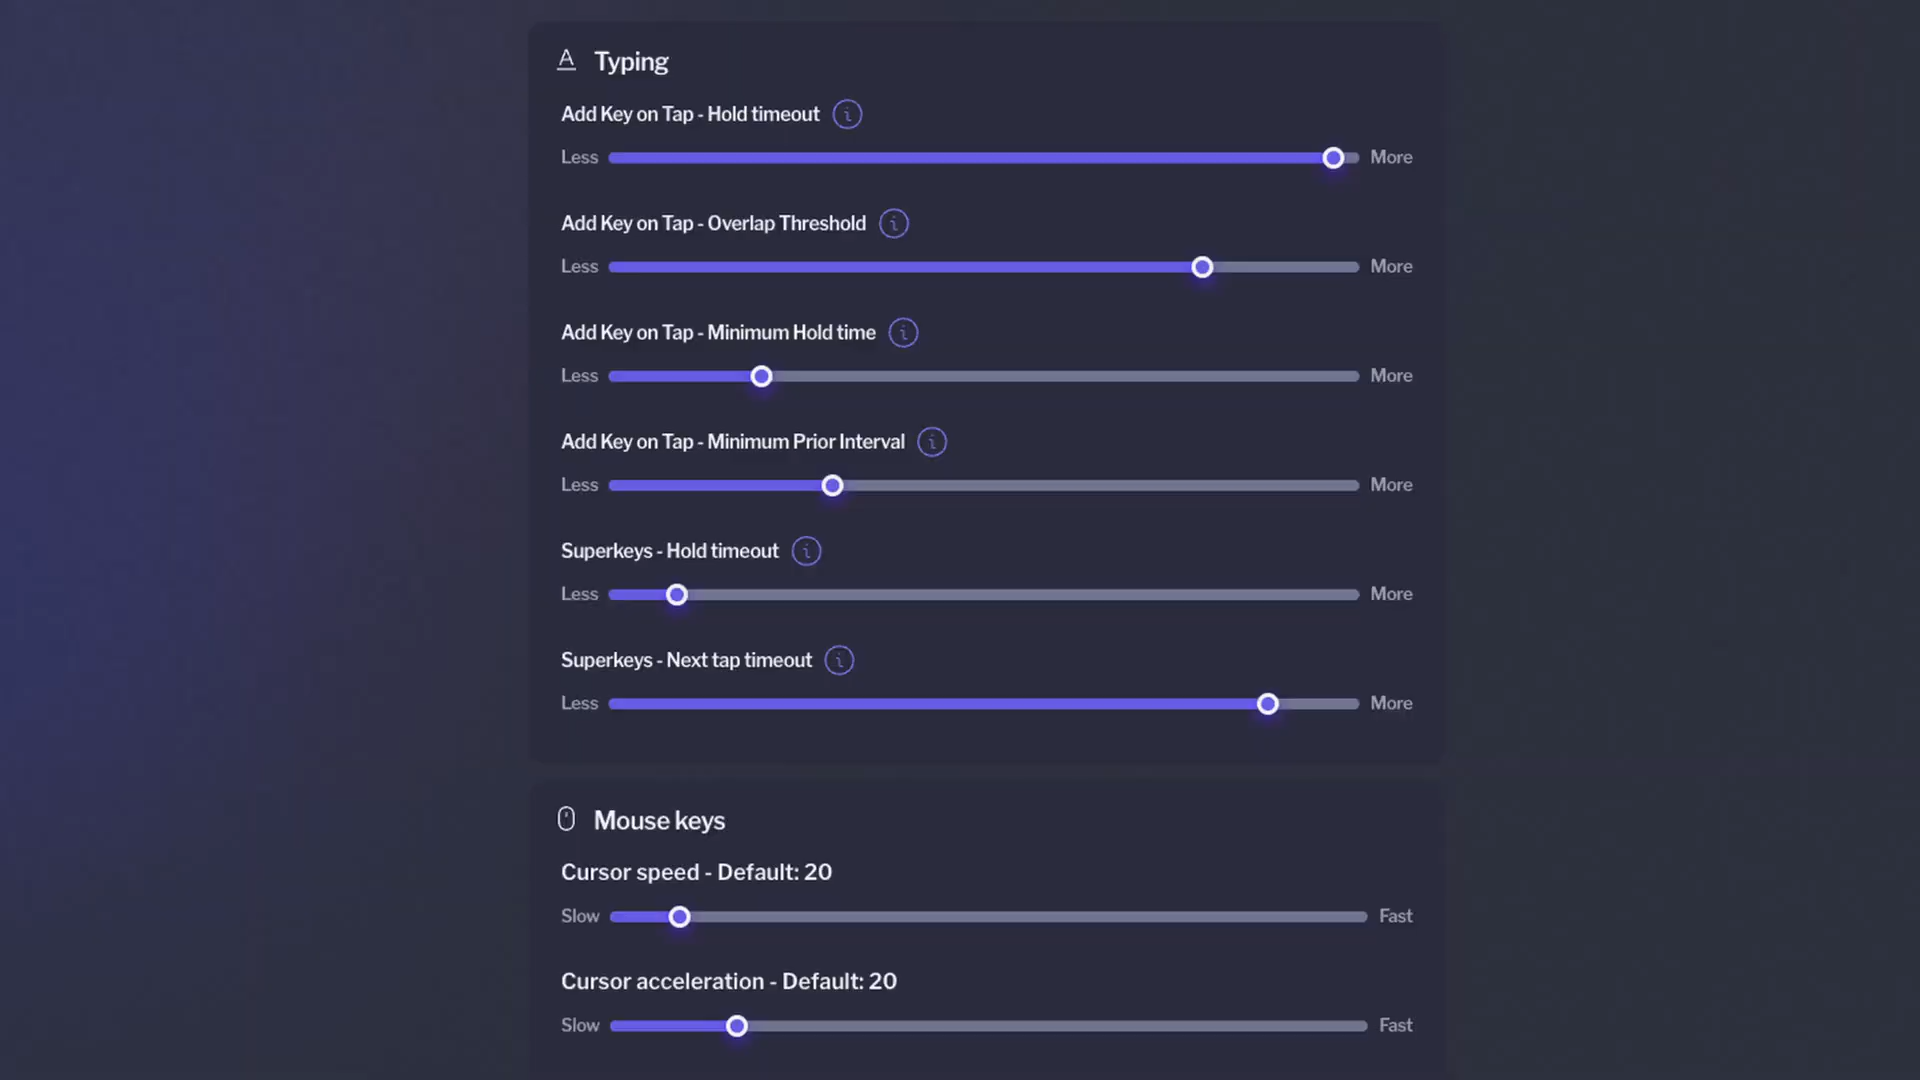 Typing
Add Key on Tap - Hold timeout
Less More
Add Key on Tap - Overlap Threshold
Less More
Add Key on Tap - Minimum Hold time
Less More
Add Key on Tap - Minimum Prior Interval
Less More
Superkeys - Hold timeout
Less More
Superkeys - Next tap timeout
Less More
Mouse keys
Cursor speed - Default: 20
Slow Fast
Cursor acceleration - Default: 20
Slow Fast